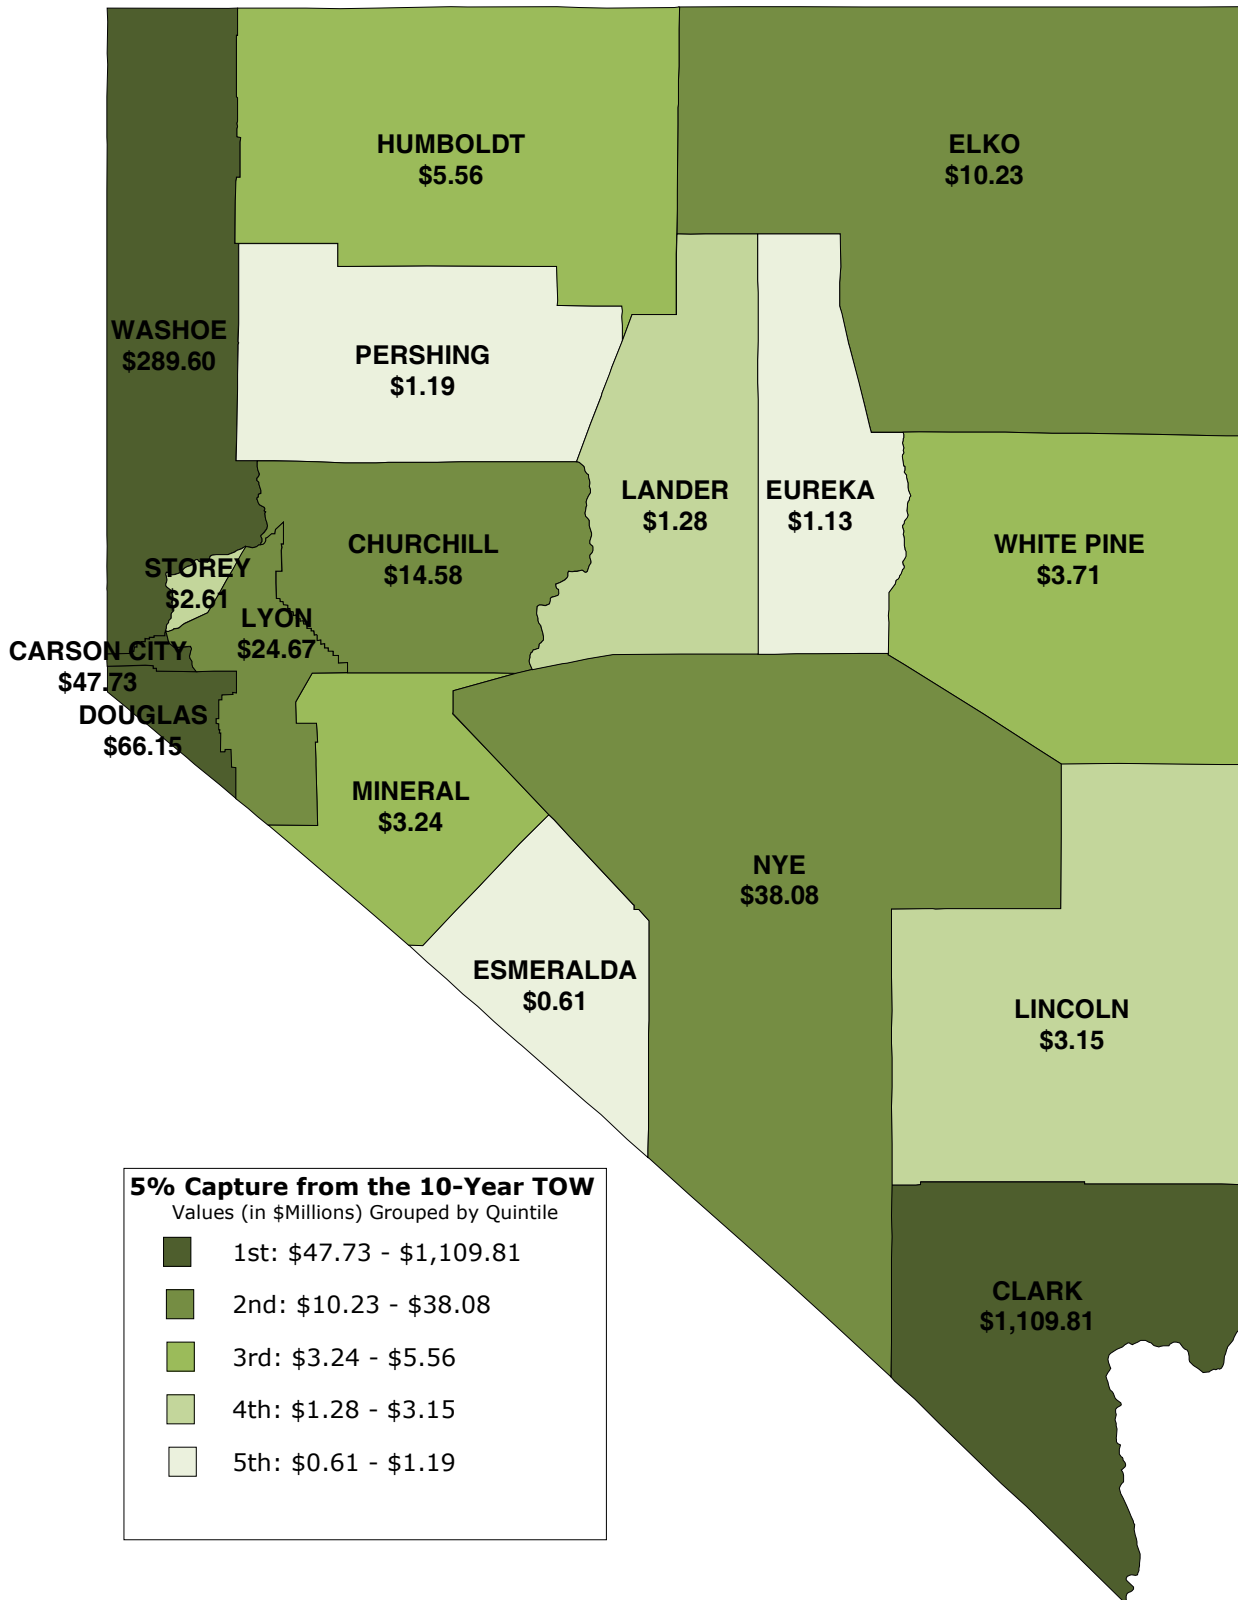 HUMBOLDT
$5.56
ELKO
$10.23
WASHOE
$289.60
PERSHING
$1.19
LANDER
$1.28
EUREKA
$1.13
CHURCHILL
$14.58
WHITE PINE
$3.71
STOREY
$2.61
LYON
$24.67
CARSON CITY
$47.73
DOUGLAS
$66.15
MINERAL
$3.24
NYE
$38.08
ESMERALDA
$0.61
LINCOLN
$3.15
CLARK
$1,109.81
5% Capture from the 10-Year TOW
Values (in $Millions) Grouped by Quintile
1st: $47.73 - $1,109.81
2nd: $10.23 - $38.08
3rd: $3.24 - $5.56
4th: $1.28 - $3.15
5th: $0.61 - $1.19